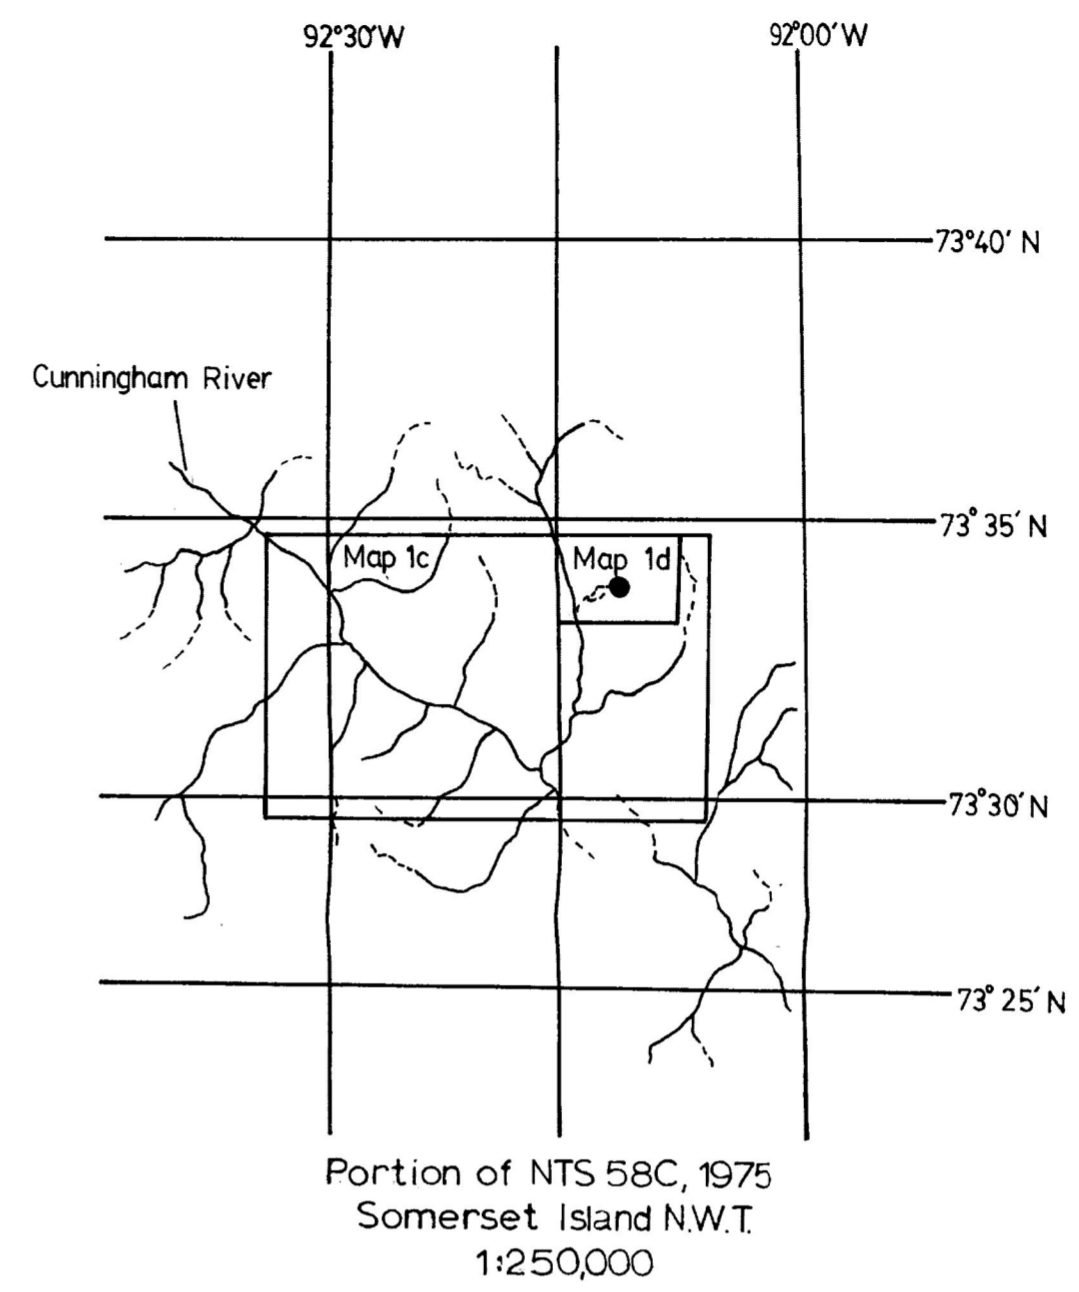 92°30′W
92°00′W
73°40′ N
Cunningham River
73° 35′ N
Map 1c
Map 1d
73°30′ N
73° 25′ N
Portion of NTS 58C, 1975
Somerset Island N.W.T.
1:250,000